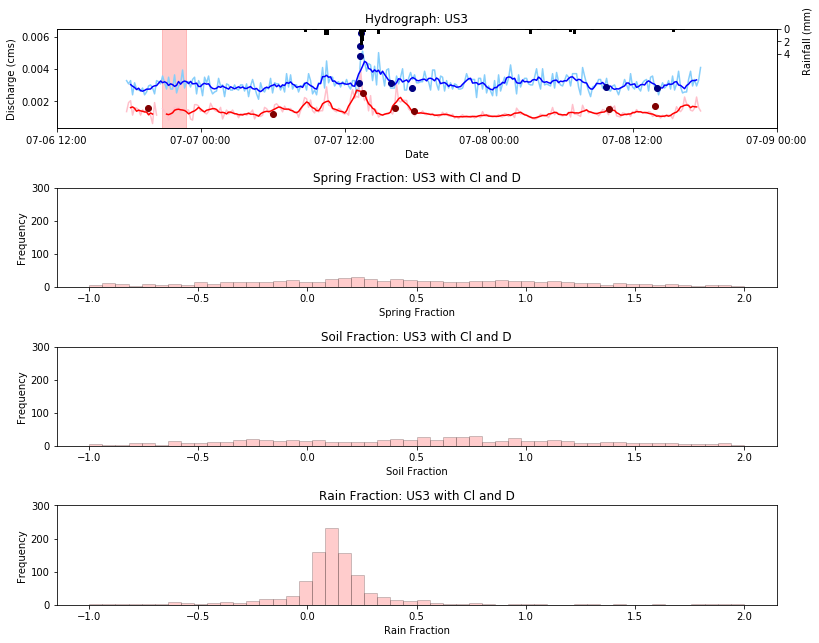 Hydrograph: US3
0.006
0.004
0.002
Discharge (cms)
0
2
4
Rainfall (mm)
07-06 12:00 07-07 00:00 07-07 12:00 07-08 00:00 07-08 12:00 07-09 00:00
Date
Spring Fraction: US3 with Cl and D
300
200
100
0
Frequency
−1.0 −0.5 0.0 0.5 1.0 1.5 2.0
Spring Fraction
Soil Fraction: US3 with Cl and D
300
200
100
0
Frequency
−1.0 −0.5 0.0 0.5 1.0 1.5 2.0
Soil Fraction
Rain Fraction: US3 with Cl and D
300
200
100
0
Frequency
−1.0 −0.5 0.0 0.5 1.0 1.5 2.0
Rain Fraction